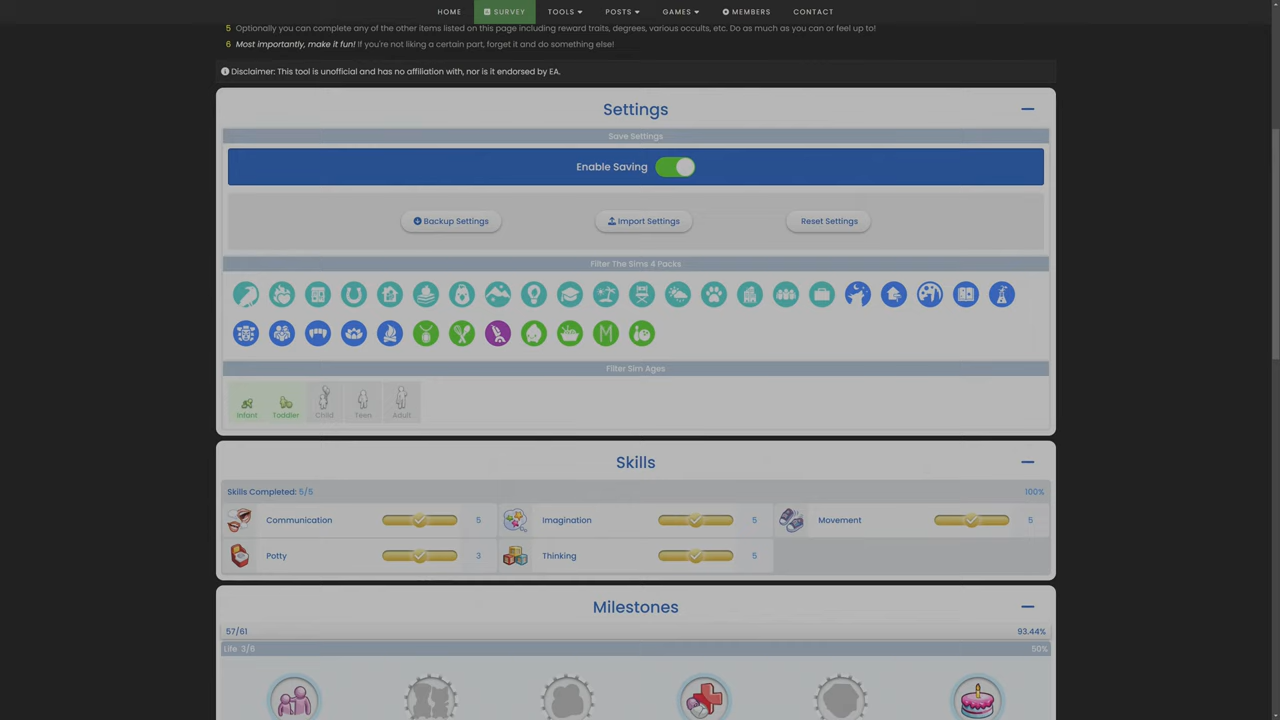 HOME SURVEY TOOLS POSTS GAMES MEMBERS CONTACT
5 Optionally you can complete any of the other items listed on this page including reward traits, degrees, various occults, etc. Do as much as you can or feel up to!
6 Most importantly, make it fun! If you're not liking a certain part, forget it and do something else!
Disclaimer: This tool is unofficial and has no affiliation with, nor is it endorsed by EA.
Settings
Save Settings
Enable Saving
Backup Settings Import Settings Reset Settings
Filter The Sims 4 Packs
Filter Sim Ages
Infant Toddler Child Teen Adult
Skills
Skills Completed: 5/5 100%
Communication 5 Imagination 5 Movement 5
Potty 3 Thinking 5
Milestones
57/61 93.44%
Life 3/6 50%